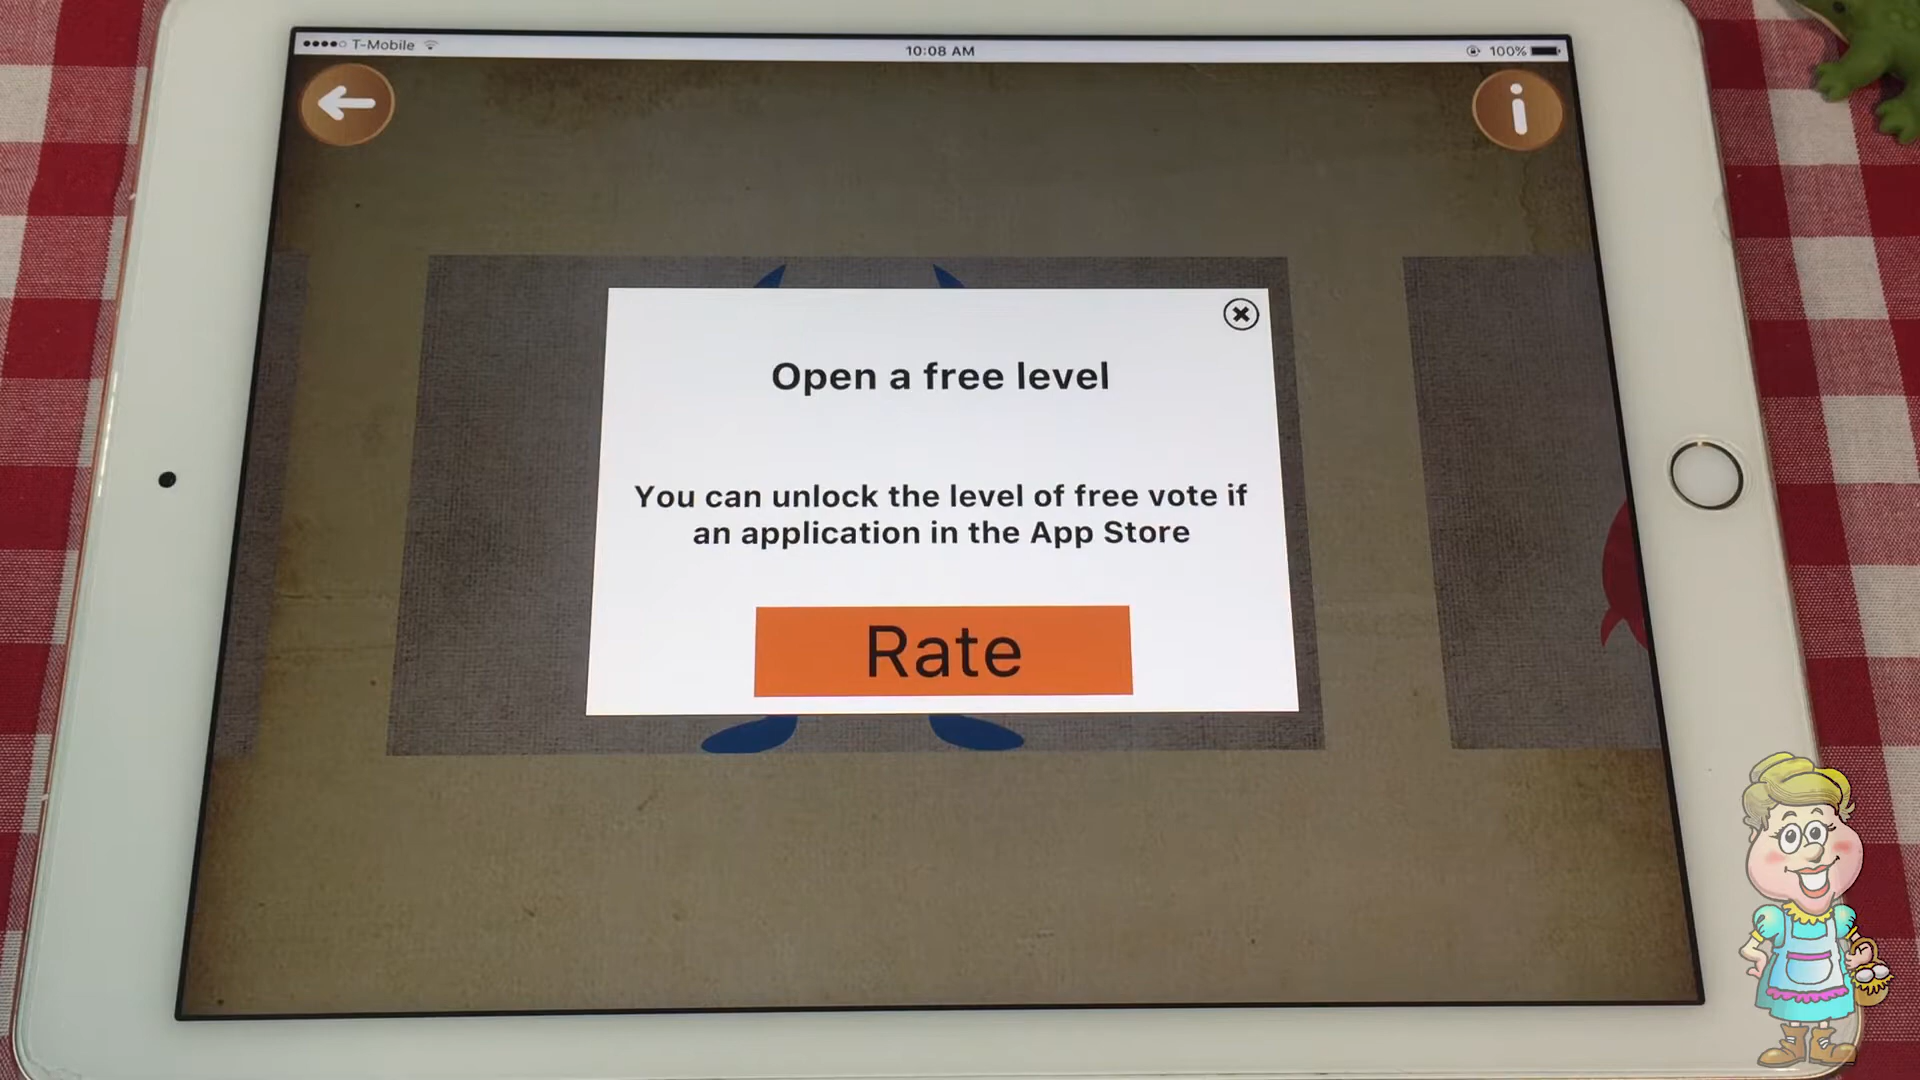 T-Mobile
10:08 AM
100%
Open a free level
You can unlock the level of free vote if
an application in the App Store
Rate